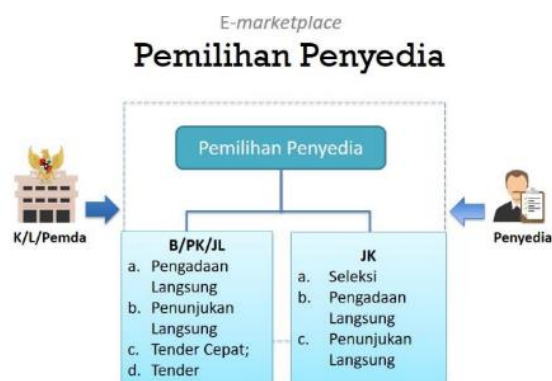 E-marketplace
Pemilihan Penyedia
Pemilihan Penyedia
K/L/Pemda
Penyedia
B/PK/JL
a. Pengadaan
Langsung
b. Penunjukan
Langsung
c. Tender Cepat;
d. Tender
JK
a. Seleksi
b. Pengadaan
Langsung
c. Penunjukan
Langsung